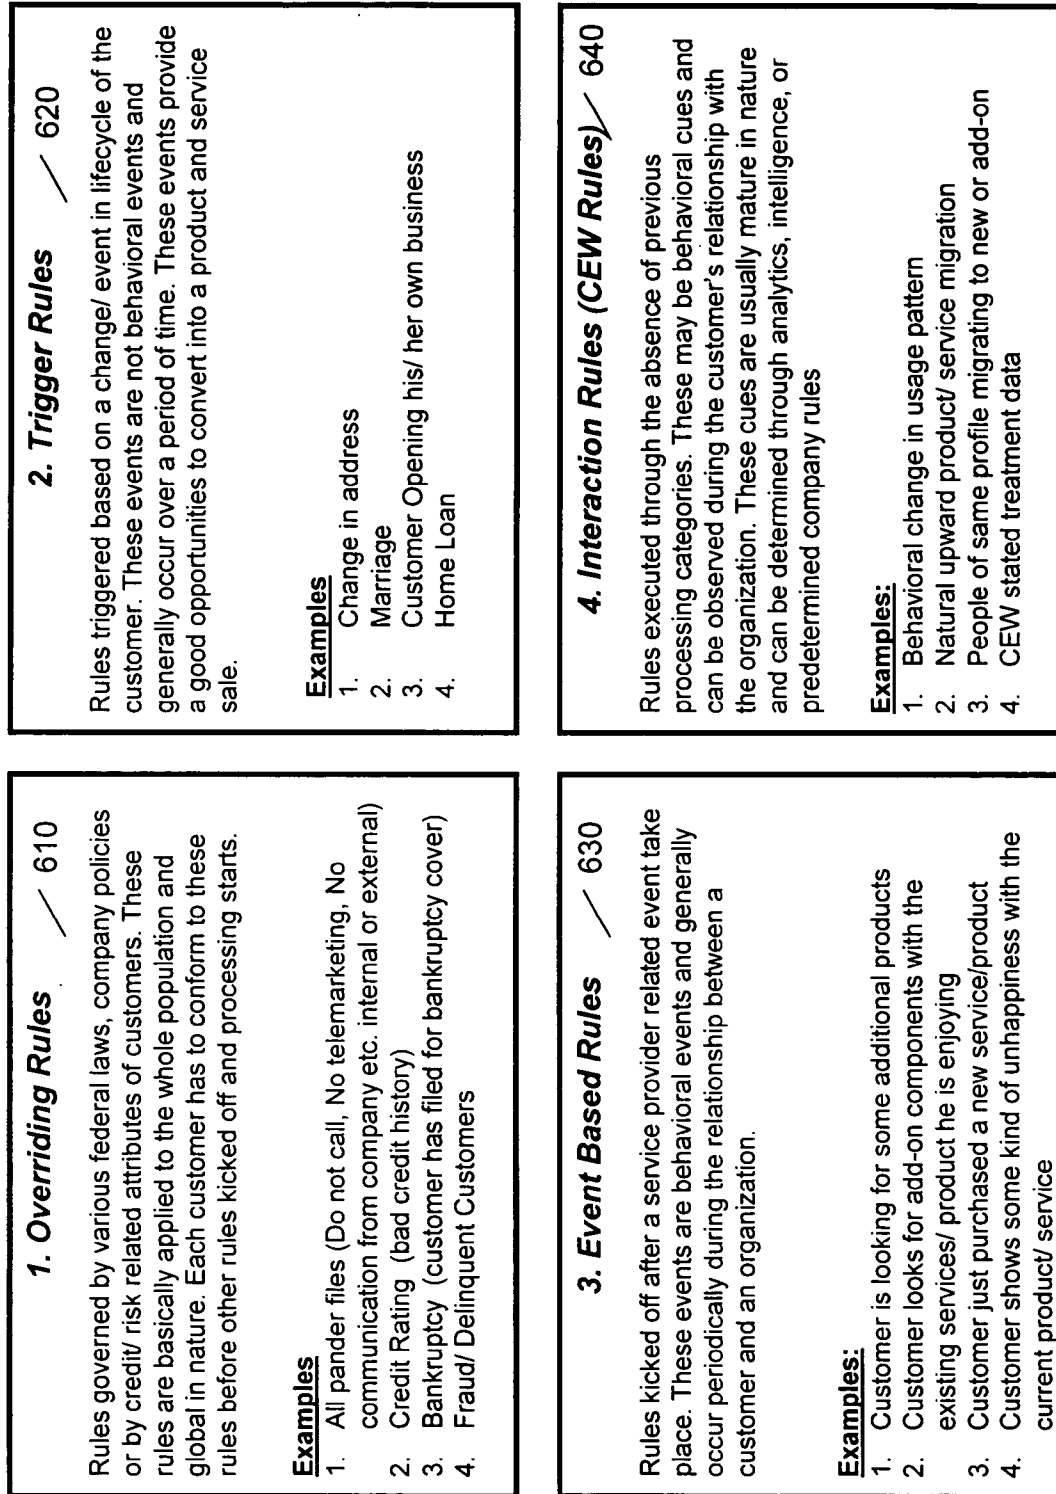 1. Overriding Rules 610
Rules governed by various federal laws, company policies
or by credit/ risk related attributes of customers. These
rules are basically applied to the whole population and
global in nature. Each customer has to conform to these
rules before other rules kicked off and processing starts.
Examples
1. All pander files (Do not call, No telemarketing, No
communication from company etc. internal or external)
2. Credit Rating (bad credit history)
3. Bankruptcy (customer has filed for bankruptcy cover)
4. Fraud/ Delinquent Customers
2. Trigger Rules 620
Rules triggered based on a change/ event in lifecycle of the
customer. These events are not behavioral events and
generally occur over a period of time. These events provide
a good opportunities to convert into a product and service
sale.
Examples
1. Change in address
2. Marriage
3. Customer Opening his/ her own business
4. Home Loan
3. Event Based Rules 630
Rules kicked off after a service provider related event take
place. These events are behavioral events and generally
occur periodically during the relationship between a
customer and an organization.
Examples:
1. Customer is looking for some additional products
2. Customer looks for add-on components with the
existing services/ product he is enjoying
3. Customer just purchased a new service/product
4. Customer shows some kind of unhappiness with the
current product/ service
4. Interaction Rules (CEW Rules) 640
Rules executed through the absence of previous
processing categories. These may be behavioral cues and
can be observed during the customer's relationship with
the organization. These cues are usually mature in nature
and can be determined through analytics, intelligence, or
predetermined company rules
Examples:
1. Behavioral change in usage pattern
2. Natural upward product/ service migration
3. People of same profile migrating to new or add-on
4. CEW stated treatment data